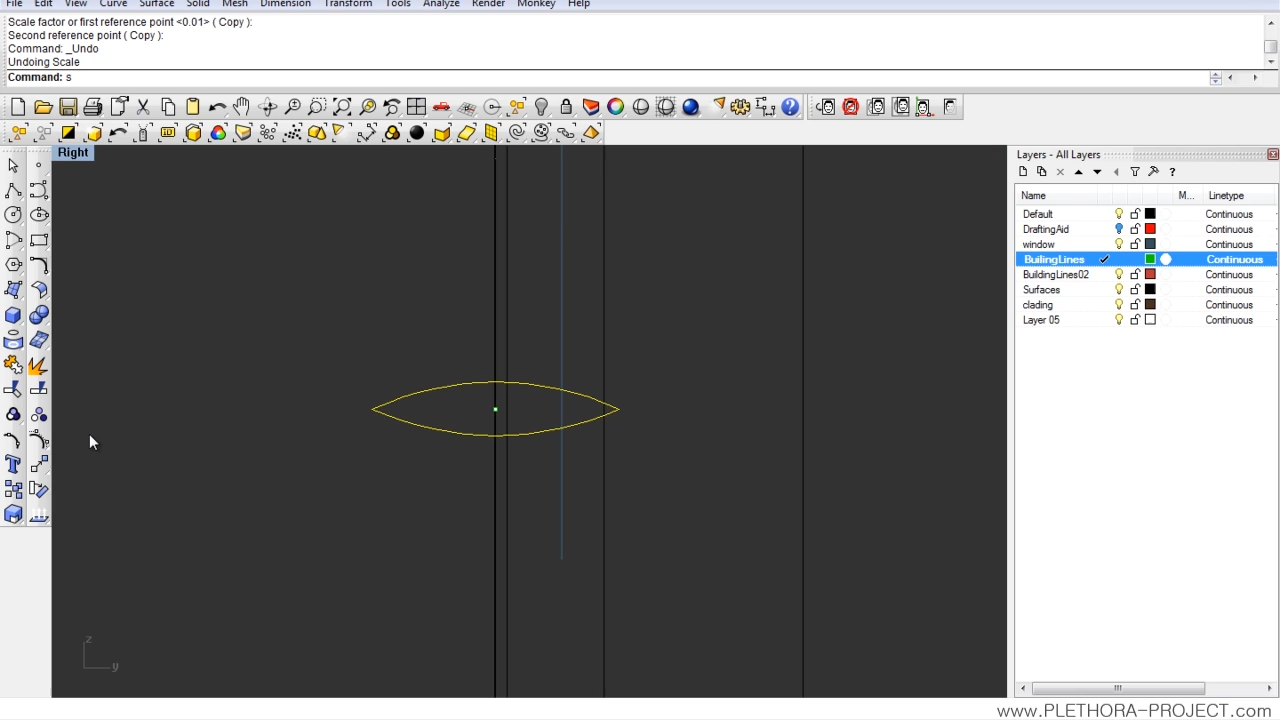 File Edit View Curve Surface Solid Mesh Dimension Transform Tools Analyze Render Monkey Help
Scale factor or first reference point <0.01> ( Copy ):
Second reference point ( Copy ):
Command: _Undo
Undoing Scale
Command: s
Right
Layers - All Layers
Name M... Linetype
Default Continuous
DraftingAid Continuous
window Continuous
BuilingLines Continuous
BuildingLines02 Continuous
Surfaces Continuous
clading Continuous
Layer 05 Continuous
z
y
www.PLETHORA-PROJECT.com